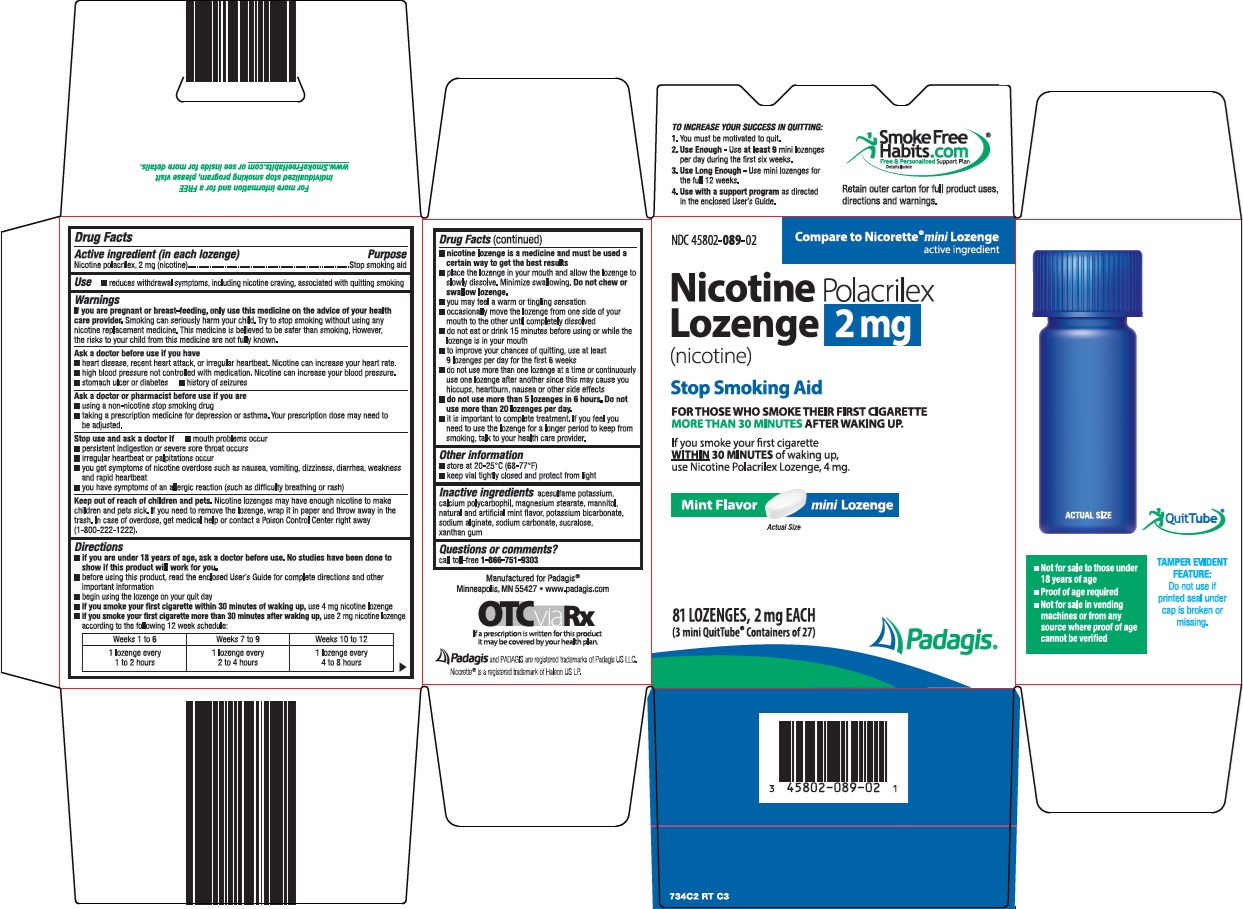 For more information and for a FREE
individualized stop smoking program, please visit
www.SmokeFreeHabits.com or see inside for more details.
Drug Facts
Active ingredient (in each lozenge) Purpose
Nicotine polacrilex, 2 mg (nicotine)..........Stop smoking aid
Use ■ reduces withdrawal symptoms, including nicotine craving, associated with quitting smoking
Warnings
If you are pregnant or breast-feeding, only use this medicine on the advice of your health
care provider. Smoking can seriously harm your child. Try to stop smoking without using any
nicotine replacement medicine. This medicine is believed to be safer than smoking. However,
the risks to your child from this medicine are not fully known.
Ask a doctor before use if you have
■ heart disease, recent heart attack, or irregular heartbeat. Nicotine can increase your heart rate.
■ high blood pressure not controlled with medication. Nicotine can increase your blood pressure.
■ stomach ulcer or diabetes ■ history of seizures
Ask a doctor or pharmacist before use if you are
■ using a non-nicotine stop smoking drug
■ taking a prescription medicine for depression or asthma. Your prescription dose may need to
be adjusted.
Stop use and ask a doctor if ■ mouth problems occur
■ persistent indigestion or severe sore throat occurs
■ irregular heartbeat or palpitations occur
■ you get symptoms of nicotine overdose such as nausea, vomiting, dizziness, diarrhea, weakness
and rapid heartbeat
■ you have symptoms of an allergic reaction (such as difficulty breathing or rash)
Keep out of reach of children and pets. Nicotine lozenges may have enough nicotine to make
children and pets sick. If you need to remove the lozenge, wrap it in paper and throw away in the
trash. In case of overdose, get medical help or contact a Poison Control Center right away
(1-800-222-1222).
Directions
■ if you are under 18 years of age, ask a doctor before use. No studies have been done to
show if this product will work for you.
■ before using this product, read the enclosed User's Guide for complete directions and other
important information
■ begin using the lozenge on your quit day
■ if you smoke your first cigarette within 30 minutes of waking up, use 4 mg nicotine lozenge
■ if you smoke your first cigarette more than 30 minutes after waking up, use 2 mg nicotine lozenge
according to the following 12 week schedule:
Weeks 1 to 6 Weeks 7 to 9 Weeks 10 to 12
1 lozenge every 1 lozenge every 1 lozenge every
1 to 2 hours 2 to 4 hours 4 to 8 hours
Drug Facts (continued)
■ nicotine lozenge is a medicine and must be used a
certain way to get the best results
■ place the lozenge in your mouth and allow the lozenge to
slowly dissolve. Minimize swallowing. Do not chew or
swallow lozenge.
■ you may feel a warm or tingling sensation
■ occasionally move the lozenge from one side of your
mouth to the other until completely dissolved
■ do not eat or drink 15 minutes before using or while the
lozenge is in your mouth
■ to improve your chances of quitting, use at least
9 lozenges per day for the first 6 weeks
■ do not use more than one lozenge at a time or continuously
use one lozenge after another since this may cause you
hiccups, heartburn, nausea or other side effects
■ do not use more than 5 lozenges in 6 hours. Do not
use more than 20 lozenges per day.
■ it is important to complete treatment. If you feel you
need to use the lozenge for a longer period to keep from
smoking, talk to your health care provider.
Other information
■ store at 20-25°C (68-77°F)
■ keep vial tightly closed and protect from light
Inactive ingredients acesulfame potassium,
calcium polycarbophil, magnesium stearate, mannitol,
natural and artificial mint flavor, potassium bicarbonate,
sodium alginate, sodium carbonate, sucralose,
xanthan gum
Questions or comments?
call toll-free 1-866-751-9303
Manufactured for Padagis®
Minneapolis, MN 55427 • www.padagis.com
OTCviaRx
If a prescription is written for this product
it may be covered by your health plan.
Padagis and PADAGIS are registered trademarks of Padagis US LLC.
Nicorette® is a registered trademark of Haleon US LP.
TO INCREASE YOUR SUCCESS IN QUITTING:
1. You must be motivated to quit.
2. Use Enough - Use at least 9 mini lozenges
per day during the first six weeks.
3. Use Long Enough - Use mini lozenges for
the full 12 weeks.
4. Use with a support program as directed
in the enclosed User's Guide.
SmokeFree®
Habits.com
Free & Personalized Support Plan
Details Inside
Retain outer carton for full product uses,
directions and warnings.
NDC 45802-089-02
Compare to Nicorette® mini Lozenge
active ingredient
Nicotine Polacrilex
Lozenge 2 mg
(nicotine)
Stop Smoking Aid
FOR THOSE WHO SMOKE THEIR FIRST CIGARETTE
MORE THAN 30 MINUTES AFTER WAKING UP.
If you smoke your first cigarette
WITHIN 30 MINUTES of waking up,
use Nicotine Polacrilex Lozenge, 4 mg.
Mint Flavor mini Lozenge
Actual Size
81 LOZENGES, 2 mg EACH
(3 mini QuitTube® Containers of 27)
Padagis.
3 45802-089-02 1
734C2 RT C3
ACTUAL SIZE
QuitTube®
■ Not for sale to those under
18 years of age
■ Proof of age required
■ Not for sale in vending
machines or from any
source where proof of age
cannot be verified
TAMPER EVIDENT
FEATURE:
Do not use if
printed seal under
cap is broken or
missing.